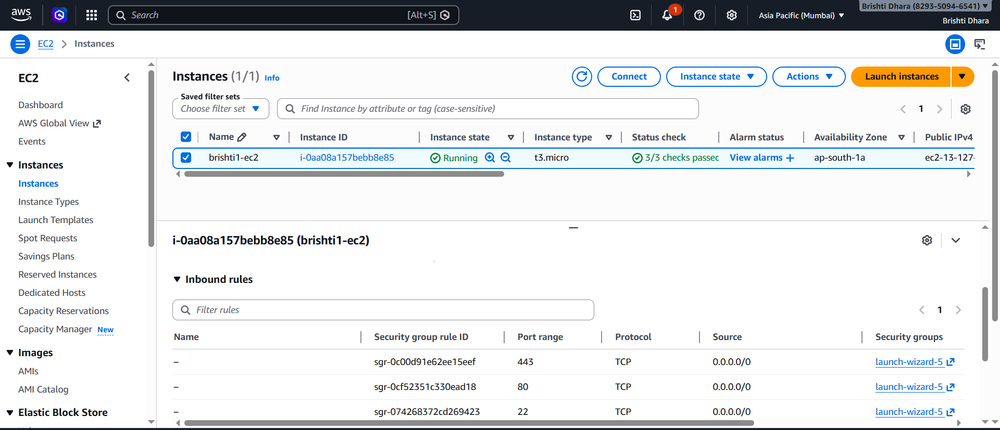 aws
Search [Alt+S]
1
Asia Pacific (Mumbai)
Brishti Dhara (8293-5094-6541)
Brishti Dhara
EC2 Instances
EC2
Dashboard
AWS Global View
Events
Instances
Instances
Instance Types
Launch Templates
Spot Requests
Savings Plans
Reserved Instances
Dedicated Hosts
Capacity Reservations
Capacity Manager New
Images
AMIs
AMI Catalog
Elastic Block Store
Instances (1/1) Info
Connect
Instance state
Actions
Launch instances
Saved filter sets
Choose filter set
Find Instance by attribute or tag (case-sensitive)
1
Name Instance ID Instance state Instance type Status check Alarm status Availability Zone Public IPv4
brishti1-ec2 i-0aa08a157bebb8e85 Running t3.micro 3/3 checks passed View alarms + ap-south-1a ec2-13-127-
i-0aa08a157bebb8e85 (brishti1-ec2)
Inbound rules
Filter rules
1
Name Security group rule ID Port range Protocol Source Security groups
– sgr-0c00d91e62ee15eef 443 TCP 0.0.0.0/0 launch-wizard-5
– sgr-0cf52351c330ead18 80 TCP 0.0.0.0/0 launch-wizard-5
– sgr-074268372cd269423 22 TCP 0.0.0.0/0 launch-wizard-5